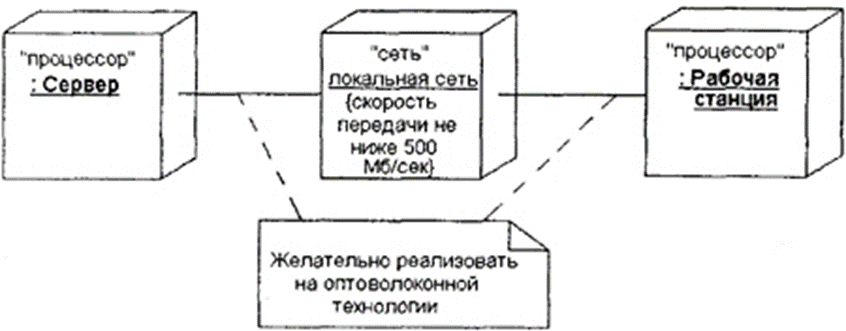 "процессор"
: Сервер
"сеть"
локальная сеть
{скорость
передачи не
ниже 500
Мб/сек}
"процессор"
: Рабочая
станция
Желательно реализовать
на оптоволоконной
технологии